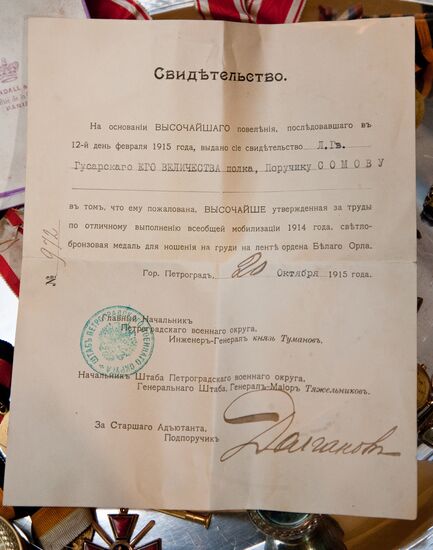 NDALL &
PARIS
Свидѣтельство.
На основаніи ВЫСОЧАЙШАГО повелѣнія, послѣдовавшаго въ
12-й день февраля 1915 года, выдано сіе свидѣтельство Л.Гв.
Гусарскаго ЕГО ВЕЛИЧЕСТВА полка, Поручику СОМОВУ
въ томъ, что ему пожалована, ВЫСОЧАЙШЕ утвержденная за труды
по отличному выполненію всеобщей мобилизаціи 1914 года, свѣтло-
бронзовая медаль для ношенія на груди на лентѣ ордена Бѣлаго Орла.
№ 972
Гор. Петроградъ, 20 Октября 1915 года.
Главный Начальникъ
Петроградскаго военнаго округа,
Инженеръ-Генералъ князь Тумановъ.
Начальникъ Штаба Петроградскаго военнаго округа,
Генеральнаго Штаба, Генералъ-Маіоръ Тяжельниковъ.
За Старшаго Адъютанта,
Подпоручикъ Долгановъ